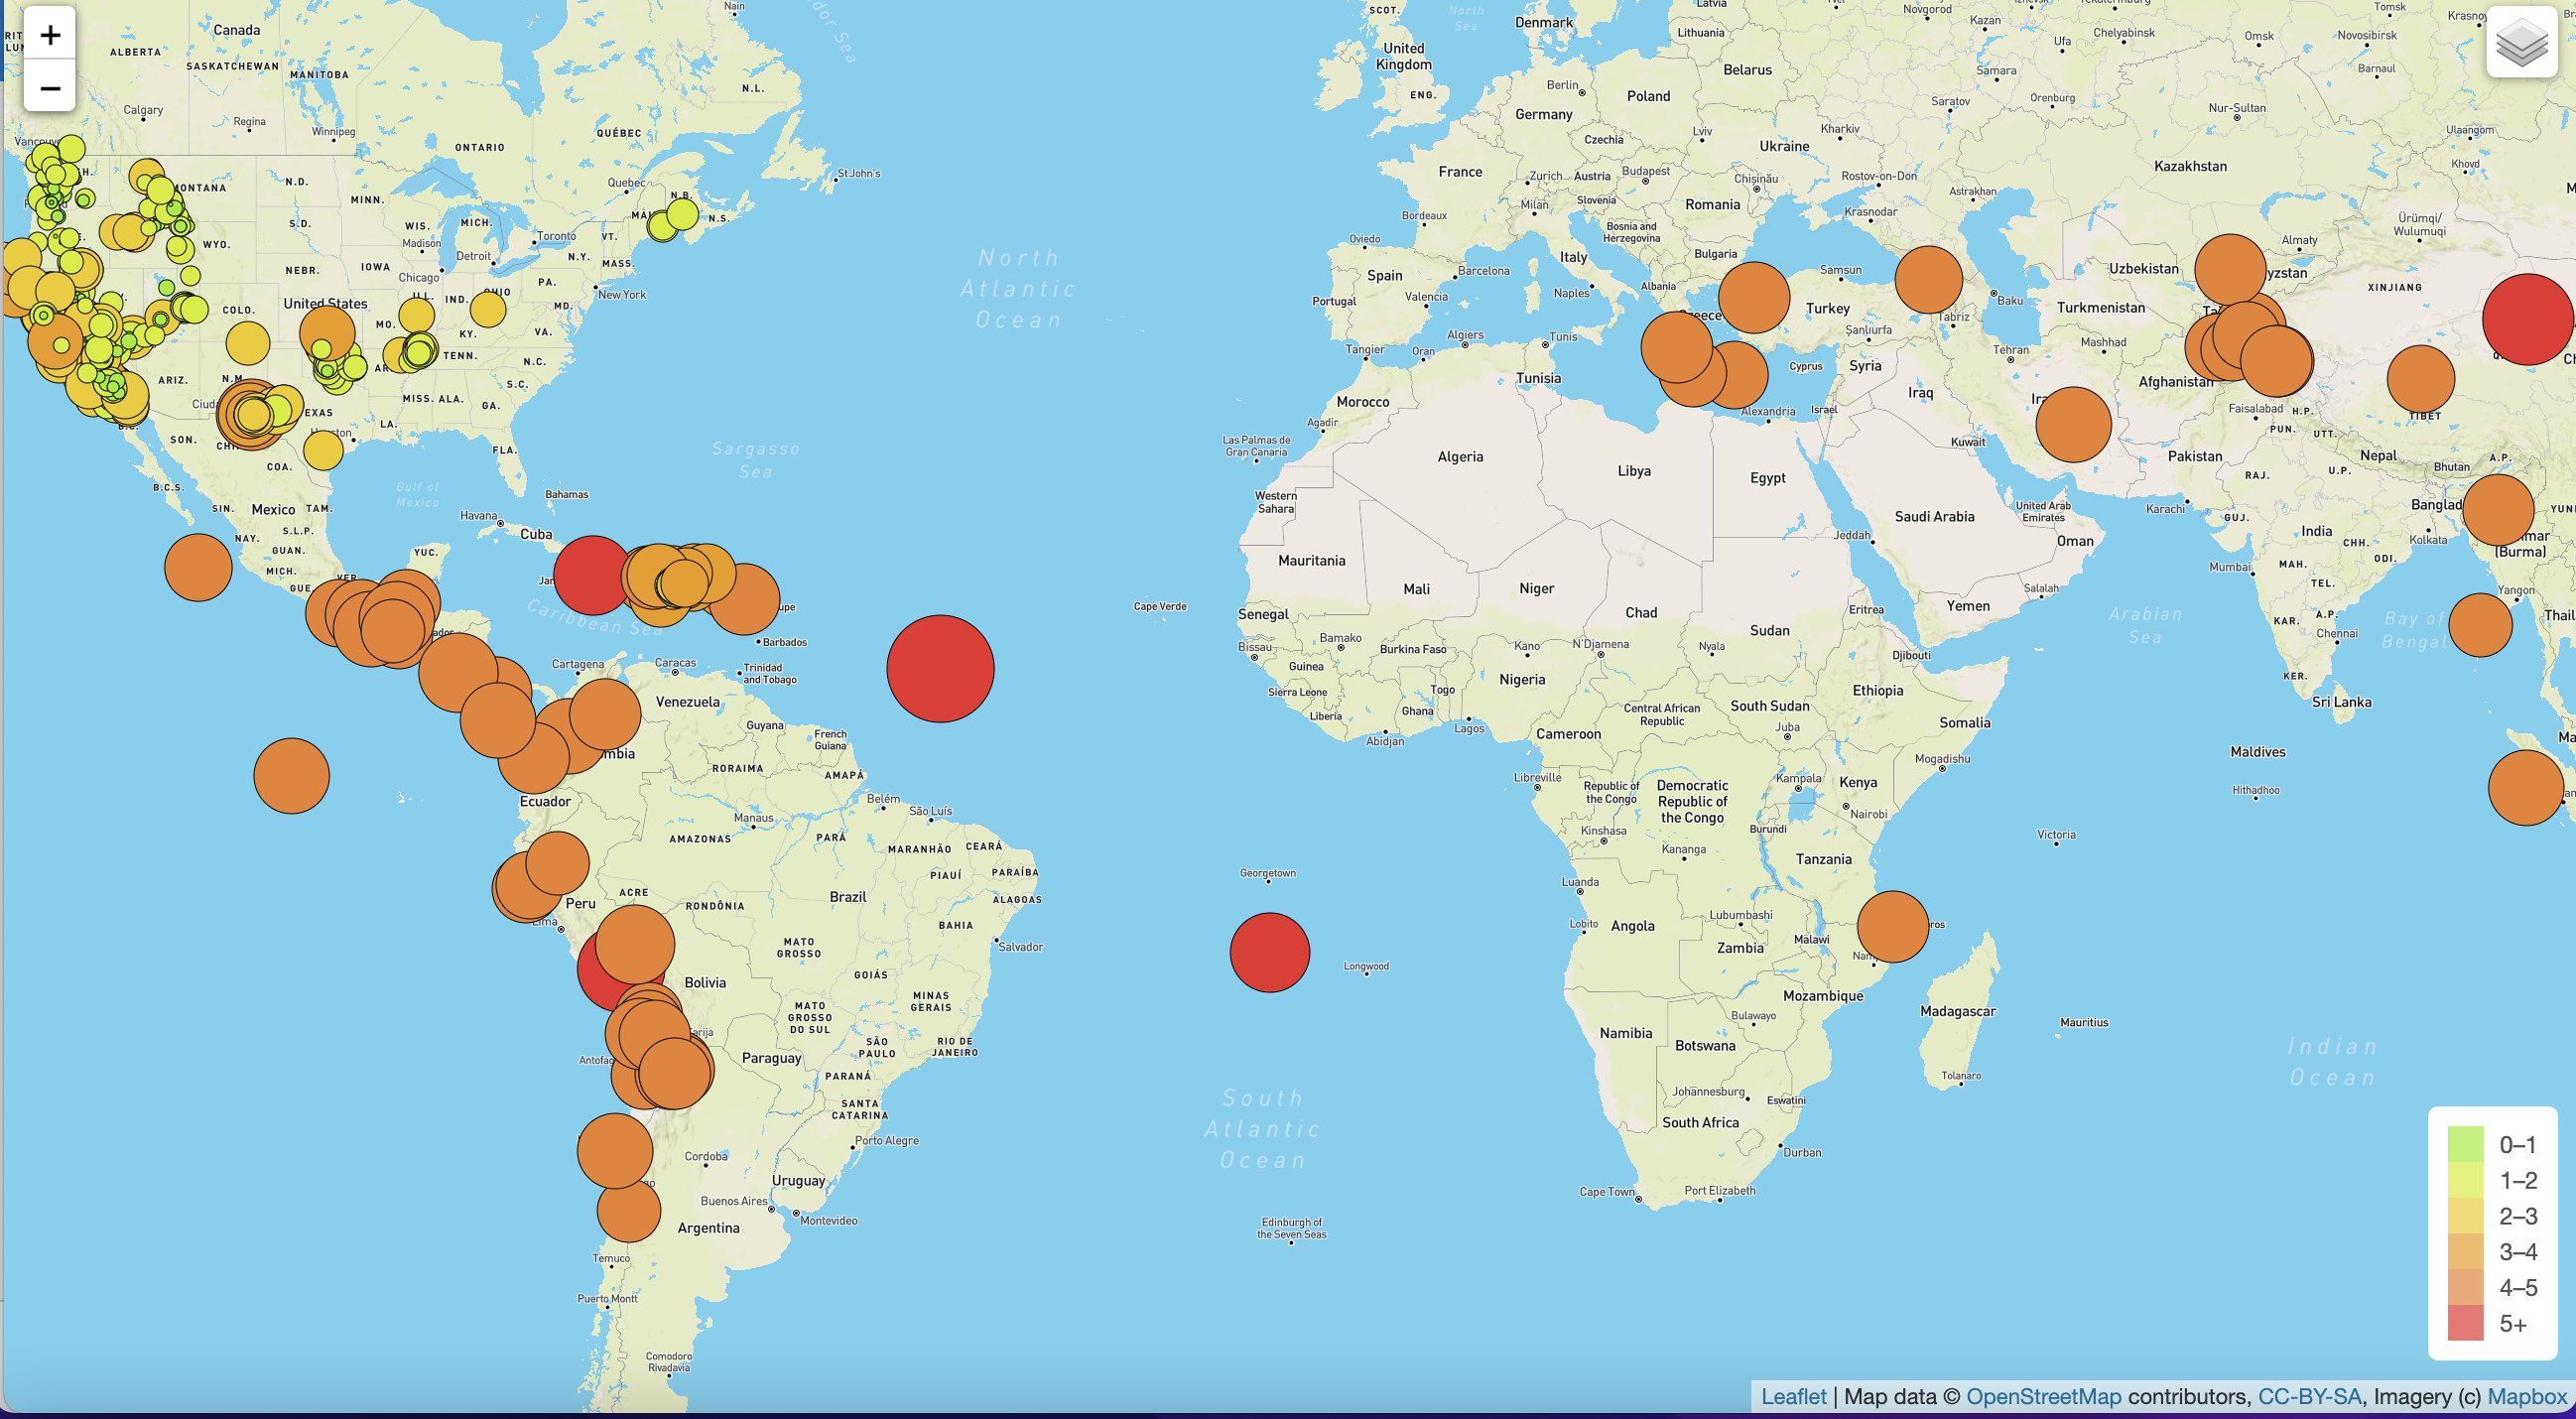 +
−
Canada
ALBERTA
SASKATCHEWAN
MANITOBA
Calgary
Regina
Winnipeg
ONTARIO
QUÉBEC
N.L.
Nain
St John's
Quebec
N.B.
N.S.
MONTANA
N.D.
S.D.
MINN.
WIS.
Madison
MICH.
Toronto
Detroit
Chicago
VT.
N.Y.
MASS.
New York
WYO.
NEBR.
IOWA
IND.
PA.
MD.
United States
COLO.
MO.
KY.
VA.
TENN.
N.C.
S.C.
ARIZ.
N.M.
MISS.
ALA.
GA.
LA.
FLA.
SON.
COA.
B.C.S.
SIN.
Mexico
TAM.
S.L.P.
NAY.
GUAN.
MICH.
YUC.
Gulf of
Mexico
Havana
Cuba
Bahamas
Sargasso
Sea
North
Atlantic
Ocean
Caribbean Sea
Barbados
Trinidad
and Tobago
Cartagena
Caracas
Venezuela
Guyana
French
Guiana
RORAIMA
AMAPÁ
Ecuador
Belém
São Luís
Manaus
AMAZONAS
PARÁ
MARANHÃO
CEARÁ
PIAUÍ
PARAÍBA
ALAGOAS
ACRE
Peru
RONDÔNIA
Brazil
BAHIA
Salvador
MATO
GROSSO
GOIÁS
Bolivia
MINAS
GERAIS
MATO
GROSSO
DO SUL
SÃO
PAULO
RIO DE
JANEIRO
Paraguay
PARANÁ
SANTA
CATARINA
Porto Alegre
Cordoba
Uruguay
Buenos Aires
Montevideo
Argentina
Temuco
Puerto Montt
Comodoro
Rivadavia
SCOT.
North
Sea
Denmark
Latvia
Lithuania
United
Kingdom
ENG.
Berlin
Poland
Belarus
Germany
Czechia
Lviv
Kharkiv
Ukraine
France
Zurich
Austria
Budapest
Chișinău
Slovenia
Milan
Romania
Bordeaux
Bosnia and
Herzegovina
Oviedo
Italy
Bulgaria
Spain
Barcelona
Albania
Portugal
Valencia
Naples
Greece
Turkey
Samsun
Şanlıurfa
Tabriz
Baku
Algiers
Tunis
Tangier
Oran
Tunisia
Cyprus
Syria
Morocco
Agadir
Alexandria
Israel
Iraq
Kuwait
Las Palmas de
Gran Canaria
Algeria
Libya
Egypt
Western
Sahara
Saudi Arabia
United Arab
Emirates
Oman
Jeddah
Mauritania
Mali
Niger
Chad
Sudan
Eritrea
Yemen
Salalah
Cape Verde
Senegal
Bamako
Bissau
Burkina Faso
Kano
N'Djamena
Nyala
Djibouti
Guinea
Sierra Leone
Togo
Nigeria
Ghana
Liberia
Abidjan
Lagos
Central African
Republic
South Sudan
Juba
Ethiopia
Somalia
Cameroon
Mogadishu
Libreville
Republic of
the Congo
Democratic
Republic of
the Congo
Kampala
Kenya
Nairobi
Kinshasa
Burundi
Kananga
Tanzania
Victoria
Georgetown
Luanda
Lobito
Angola
Lubumbashi
Zambia
Malawi
Longwood
Mozambique
Madagascar
Mauritius
Namibia
Bulawayo
Botswana
Tolanaro
Johannesburg
Eswatini
South Africa
Durban
Cape Town
Port Elizabeth
South
Atlantic
Ocean
Edinburgh of
the Seven Seas
Novgorod
Kazan
Tomsk
Ufa
Chelyabinsk
Omsk
Novosibirsk
Samara
Barnaul
Saratov
Orenburg
Nur-Sultan
Ulaangom
Khovd
Kazakhstan
Rostov-on-Don
Astrakhan
Krasnodar
Ürümqi/
Wulumuqi
Almaty
Uzbekistan
XINJIANG
Turkmenistan
Tehran
Mashhad
Afghanistan
Faisalabad
H.P.
TIBET
PUN.
UTT.
Pakistan
Nepal
Bhutan
A.P.
RAJ.
U.P.
Karachi
GUJ.
India
Kolkata
CHH.
ODI.
(Burma)
Mumbai
MAH.
TEL.
Yangon
Arabian
Sea
KAR.
A.P.
Chennai
Bay of
Bengal
KER.
Sri Lanka
Maldives
Hithadhoo
Indian
Ocean
0–1
1–2
2–3
3–4
4–5
5+
Leaflet | Map data © OpenStreetMap contributors, CC-BY-SA, Imagery (c) Mapbox